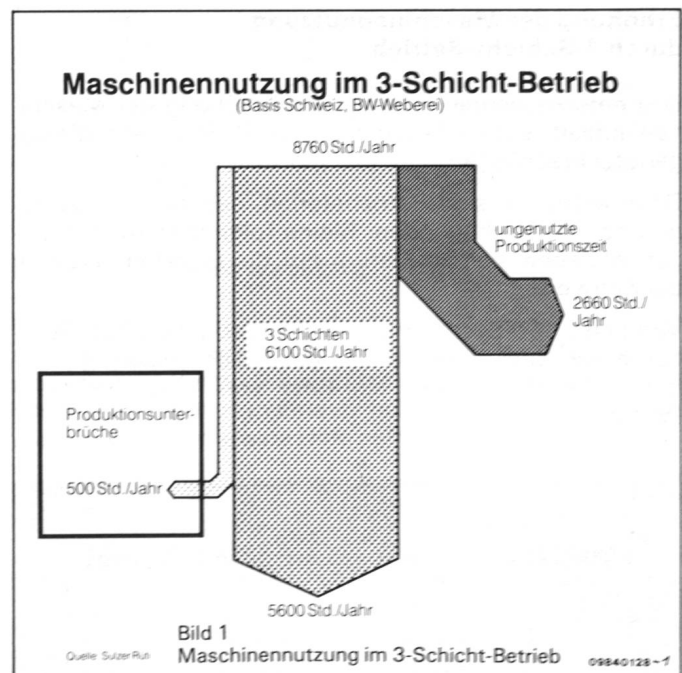 Maschinennutzung im 3-Schicht-Betrieb
(Basis Schweiz, BW-Weberei)
8760 Std./Jahr
ungenutzte
Produktionszeit
2660 Std./
Jahr
3 Schichten
6100 Std./Jahr
Produktionsunter-
brüche
500 Std./Jahr
5600 Std./Jahr
Bild 1
Quelle: Sulzer Rüti
Maschinennutzung im 3-Schicht-Betrieb
09840128-1